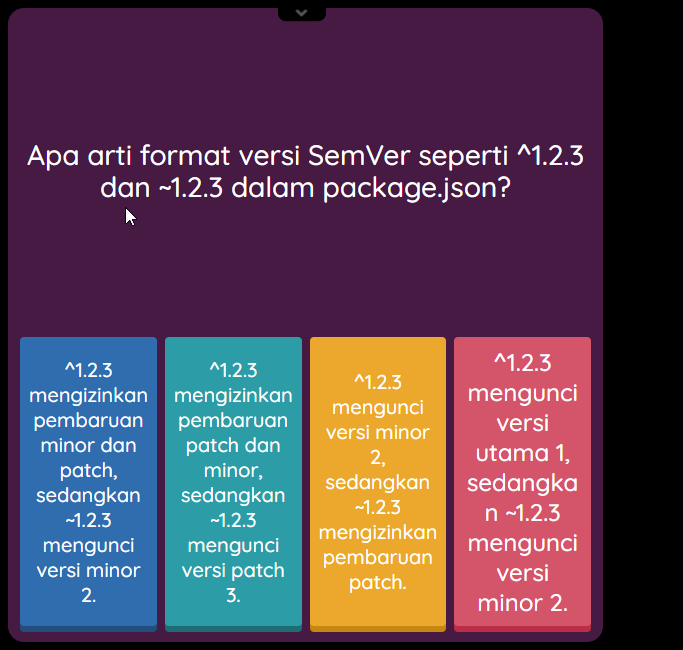 Apa arti format versi SemVer seperti ^1.2.3
dan ~1.2.3 dalam package.json?
^1.2.3
mengizinkan
pembaruan
minor dan
patch,
sedangkan
~1.2.3
mengunci
versi minor
2.
^1.2.3
mengizinkan
pembaruan
patch dan
minor,
sedangkan
~1.2.3
mengunci
versi patch
3.
^1.2.3
mengunci
versi minor
2,
sedangkan
~1.2.3
mengizinkan
pembaruan
patch.
^1.2.3
mengunci
versi
utama 1,
sedangka
n ~1.2.3
mengunci
versi
minor 2.